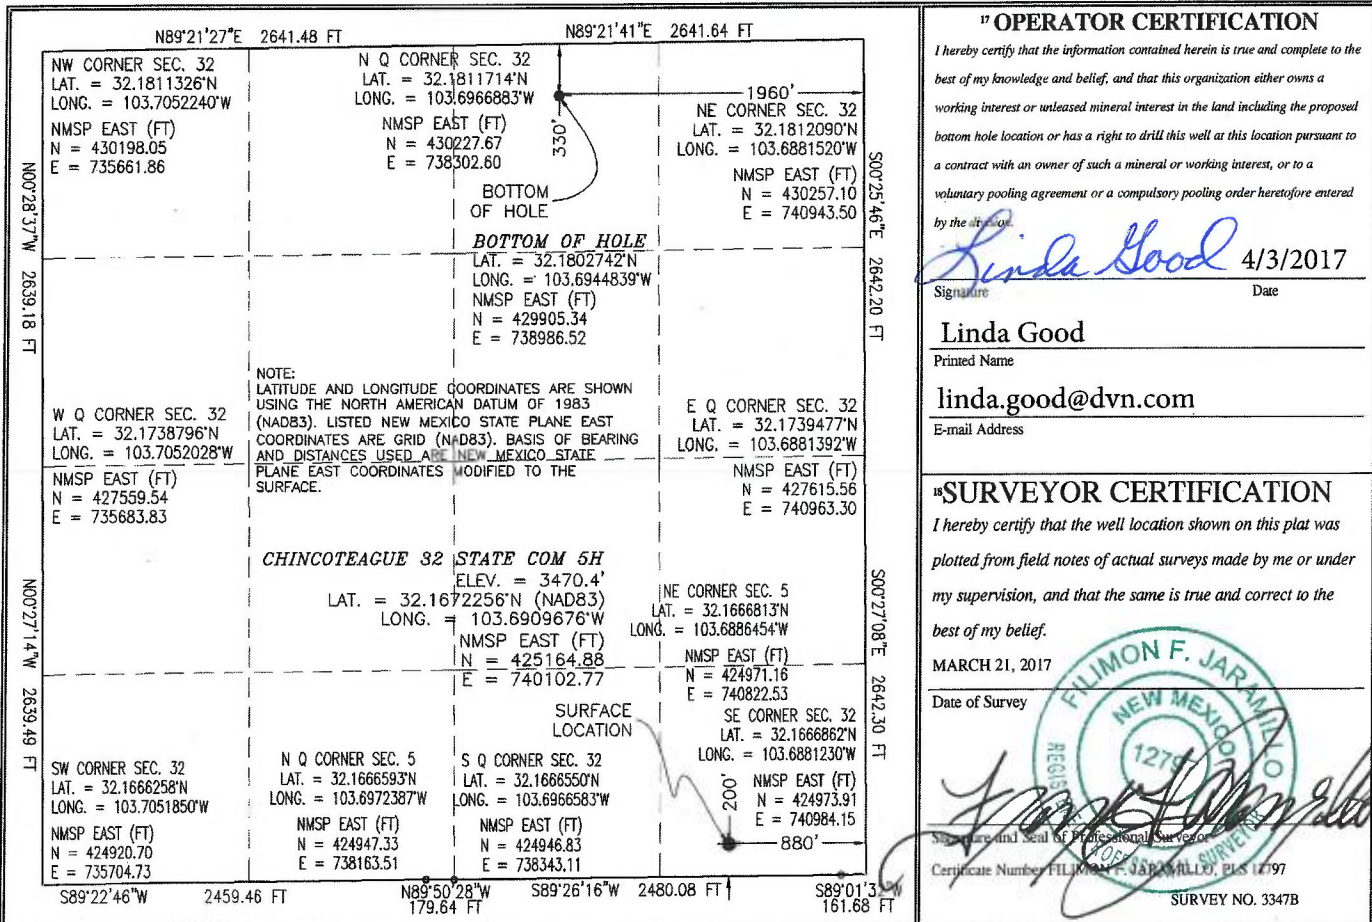 N89°21'27"E 2641.48 FT
N89°21'41"E 2641.64 FT
NW CORNER SEC. 32
LAT. = 32.1811326°N
LONG. = 103.7052240°W
NMSP EAST (FT)
N = 430198.05
E = 735661.86
N Q CORNER SEC. 32
LAT. = 32.1811714°N
LONG. = 103.6966883°W
NMSP EAST (FT)
N = 430227.67
E = 738302.60
330'
1960'
NE CORNER SEC. 32
LAT. = 32.1812090°N
LONG. = 103.6881520°W
NMSP EAST (FT)
N = 430257.10
E = 740943.50
BOTTOM
OF HOLE
BOTTOM OF HOLE
LAT. = 32.1802742°N
LONG. = 103.6944839°W
NMSP EAST (FT)
N = 429905.34
E = 738986.52
N00°28'37"W 2639.18 FT
S00°25'46"E 2642.20 FT
NOTE:
LATITUDE AND LONGITUDE COORDINATES ARE SHOWN
USING THE NORTH AMERICAN DATUM OF 1983
(NAD83). LISTED NEW MEXICO STATE PLANE EAST
COORDINATES ARE GRID (NAD83). BASIS OF BEARING
AND DISTANCES USED ARE NEW MEXICO STATE
PLANE EAST COORDINATES MODIFIED TO THE
SURFACE.
W Q CORNER SEC. 32
LAT. = 32.1738796°N
LONG. = 103.7052028°W
NMSP EAST (FT)
N = 427559.54
E = 735683.83
E Q CORNER SEC. 32
LAT. = 32.1739477°N
LONG. = 103.6881392°W
NMSP EAST (FT)
N = 427615.56
E = 740963.30
CHINCOTEAGUE 32 STATE COM 5H
ELEV. = 3470.4'
LAT. = 32.1672256°N (NAD83)
LONG. = 103.6909676°W
NMSP EAST (FT)
N = 425164.88
E = 740102.77
NE CORNER SEC. 5
LAT. = 32.1666813°N
LONG. = 103.6886454°W
NMSP EAST (FT)
N = 424971.16
E = 740822.53
N00°27'14"W 2639.49 FT
S00°27'08"E 2642.30 FT
SURFACE
LOCATION
SE CORNER SEC. 32
LAT. = 32.1666862°N
LONG. = 103.6881230°W
NMSP EAST (FT)
N = 424973.91
E = 740984.15
200'
880'
SW CORNER SEC. 32
LAT. = 32.1666258°N
LONG. = 103.7051850°W
NMSP EAST (FT)
N = 424920.70
E = 735704.73
N Q CORNER SEC. 5
LAT. = 32.1666593°N
LONG. = 103.6972387°W
NMSP EAST (FT)
N = 424947.33
E = 738163.51
S Q CORNER SEC. 32
LAT. = 32.1666550°N
LONG. = 103.6966583°W
NMSP EAST (FT)
N = 424946.83
E = 738343.11
S89°22'46"W 2459.46 FT
N89°50'28"W
179.64 FT
S89°26'16"W 2480.08 FT
161.68 FT
17 OPERATOR CERTIFICATION
I hereby certify that the information contained herein is true and complete to the
best of my knowledge and belief, and that this organization either owns a
working interest or unleased mineral interest in the land including the proposed
bottom hole location or has a right to drill this well at this location pursuant to
a contract with an owner of such a mineral or working interest, or to a
voluntary pooling agreement or a compulsory pooling order heretofore entered
by the division.
Linda Good 4/3/2017
Signature Date
Linda Good
Printed Name
linda.good@dvn.com
E-mail Address
18 SURVEYOR CERTIFICATION
I hereby certify that the well location shown on this plat was
plotted from field notes of actual surveys made by me or under
my supervision, and that the same is true and correct to the
best of my belief.
MARCH 21, 2017
Date of Survey
FILIMON F. JARAMILLO
NEW MEXICO
Signature and Seal of Professional Surveyor
Certificate Number FILIMON F. JARAMILLO, PLS 12797
SURVEY NO. 3347B